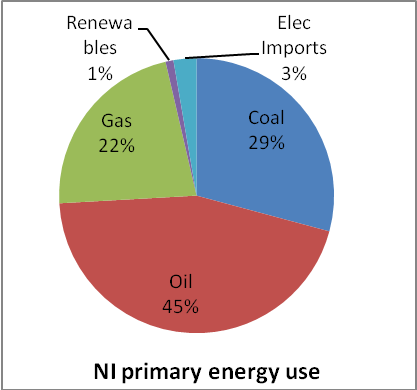 Renewa
bles
1%
Elec
Imports
3%
Gas
22%
Coal
29%
Oil
45%
NI primary energy use